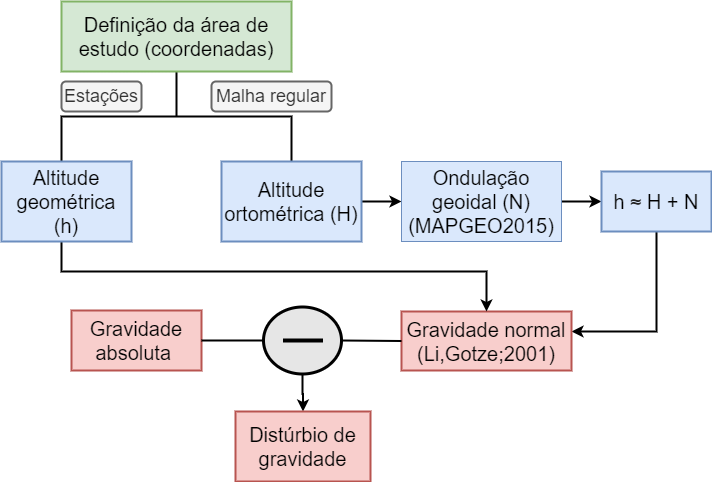 Definição da área de
estudo (coordenadas)
Estações
Malha regular
Altitude
geométrica
(h)
Altitude
ortométrica (H)
Ondulação
geoidal (N)
(MAPGEO2015)
h ≈ H + N
Gravidade
absoluta
Gravidade normal
(Li,Gotze;2001)
Distúrbio de
gravidade